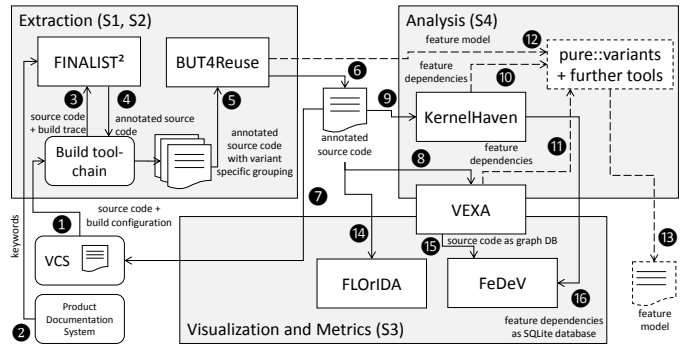 Extraction (S1, S2)
Analysis (S4)
feature model
12
FINALIST²
BUT4Reuse
pure::variants
+ further tools
6
feature
dependencies
10
3
4
5
9
source code
+ build trace
annotated source
code
KernelHaven
Build tool-
chain
annotated
source code
with variant
specific grouping
annotated
source code
feature
dependencies
11
8
7
VEXA
1
source code +
build configuration
keywords
14
15
source code as graph DB
13
VCS
FLOrIDA
FeDeV
16
2
Product
Documentation
System
feature dependencies
as SQLite database
feature
model
Visualization and Metrics (S3)